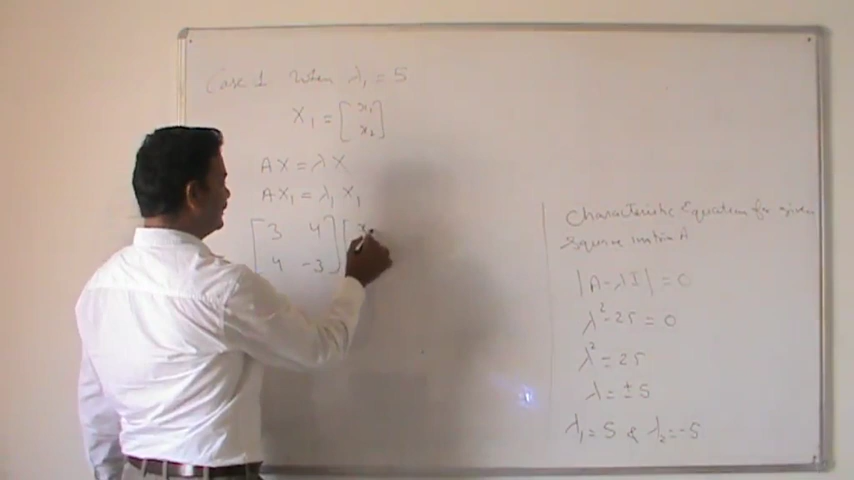 Case 1 When λ₁ = 5
X₁ = [x₁
x₂]
AX = λX
AX₁ = λ₁X₁
[3 4 [x₁
4 -3]
Characteristic Equation for given
Square matrix A
|A-λI| = 0
λ²-25 = 0
λ² = 25
λ = ±5
λ₁=5 & λ₂=-5